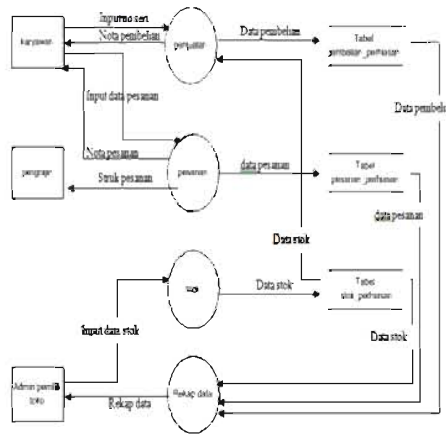 Input no seri
Nota pembelian
karyawan
penjualan
Data pembelian
Tabel
pembelian_perhiasan
Input data pesanan
Data pembelian
Nota pesanan
pengrajin
Struk pesanan
pesanan
data pesanan
Tabel
pesanan_perhiasan
data pesanan
Data stok
stok
Data stok
Tabel
stok_perhiasan
Input data stok
Data stok
Admin pemilik
toko
Rekap data
Rekap data